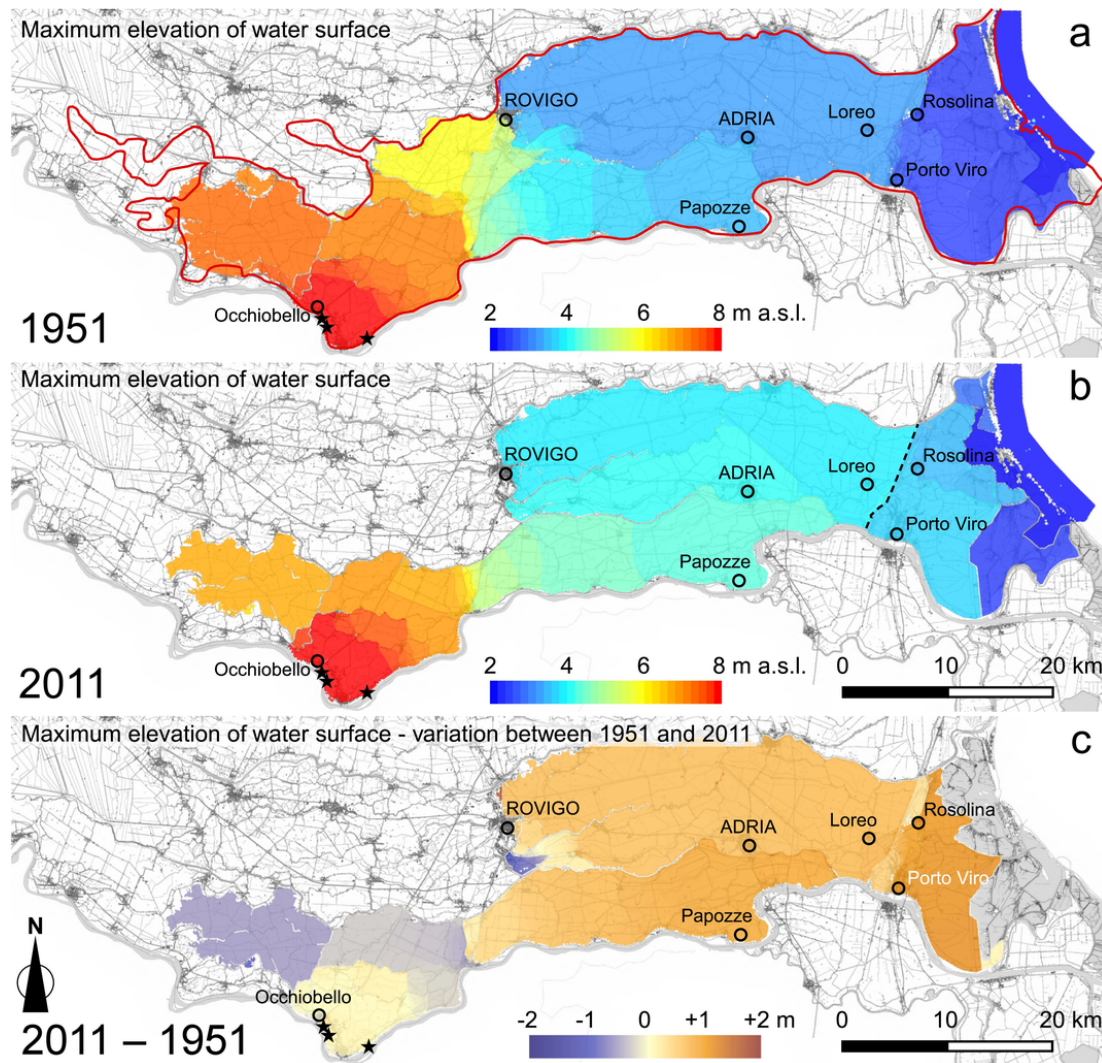 Maximum elevation of water surface
a
ROVIGO
ADRIA
Loreo
Rosolina
Porto Viro
Papozze
Occhiobello
1951
2 4 6 8 m a.s.l.
Maximum elevation of water surface
b
ROVIGO
ADRIA
Loreo
Rosolina
Porto Viro
Papozze
Occhiobello
2011
2 4 6 8 m a.s.l.
0 10 20 km
Maximum elevation of water surface - variation between 1951 and 2011
c
ROVIGO
ADRIA
Loreo
Rosolina
Porto Viro
Papozze
N
Occhiobello
2011 – 1951
-2 -1 0 +1 +2 m
0 10 20 km